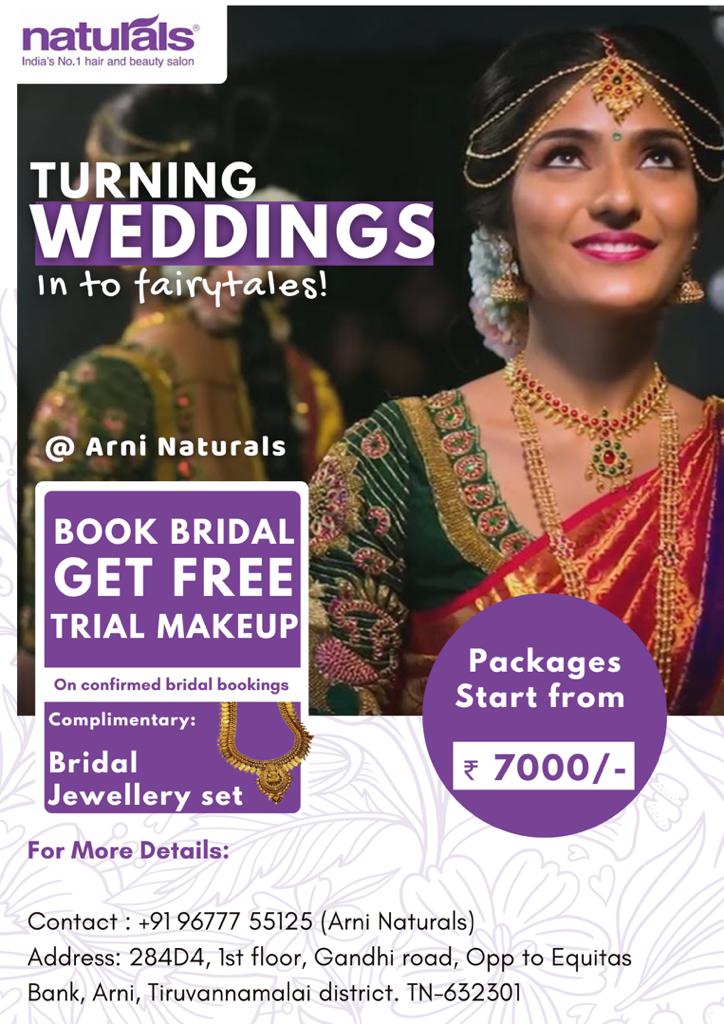 naturals®
India's No.1 hair and beauty salon
TURNING
WEDDINGS
In to fairytales!
@ Arni Naturals
BOOK BRIDAL
GET FREE
TRIAL MAKEUP
On confirmed bridal bookings
Complimentary:
Bridal
Jewellery set
Packages
Start from
₹ 7000/-
For More Details:
Contact : +91 96777 55125 (Arni Naturals)
Address: 284D4, 1st floor, Gandhi road, Opp to Equitas
Bank, Arni, Tiruvannamalai district. TN-632301